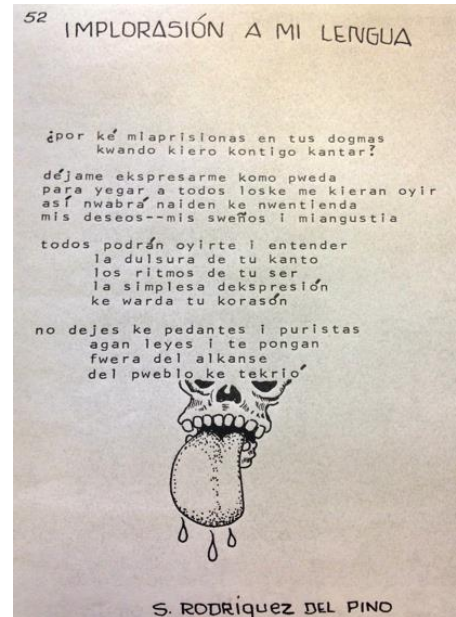 52
IMPLORASIÓN A MI LENGUA
¿por ké miaprisionas en tus dogmas
kwando kiero kontigo kantar?
déjame ekspresarme komo pweda
para yegar a todos loske me kieran oyir
así nwabrá naiden ke nwentienda
mis deseos--mis sweños i miangustia
todos podrán oyirte i entender
la dulsura de tu kanto
los ritmos de tu ser
la simplesa dekspresión
ke warda tu korasón
no dejes ke pedantes i puristas
agan leyes i te pongan
fwera del alkanse
del pweblo ke tekrió
S. RODRíguez DEL PINO